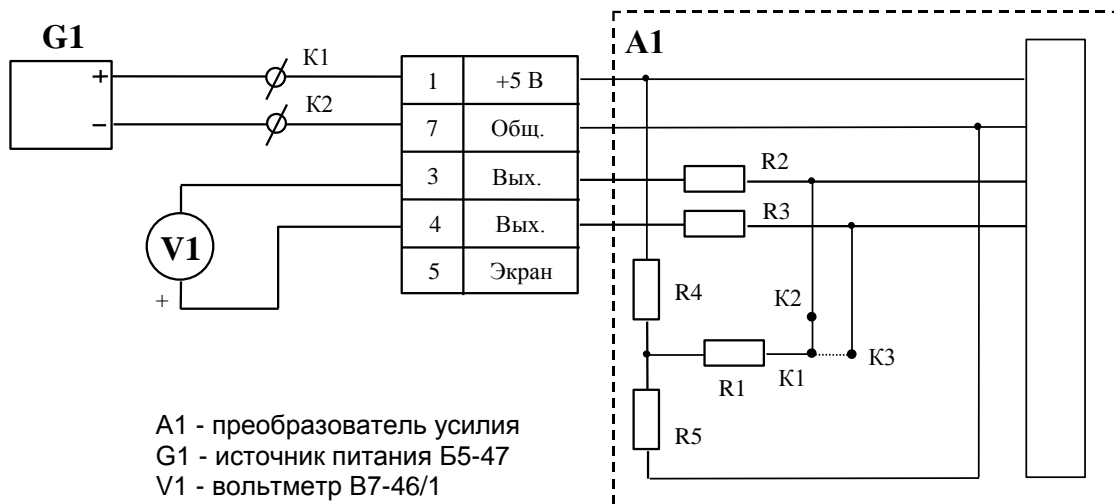 G1
+
−
К1
К2
1 +5 В
7 Общ.
3 Вых.
4 Вых.
5 Экран
V1
+
A1
R2
R3
R4
К2
R1
К1
К3
R5
А1 - преобразователь усилия
G1 - источник питания Б5-47
V1 - вольтметр В7-46/1